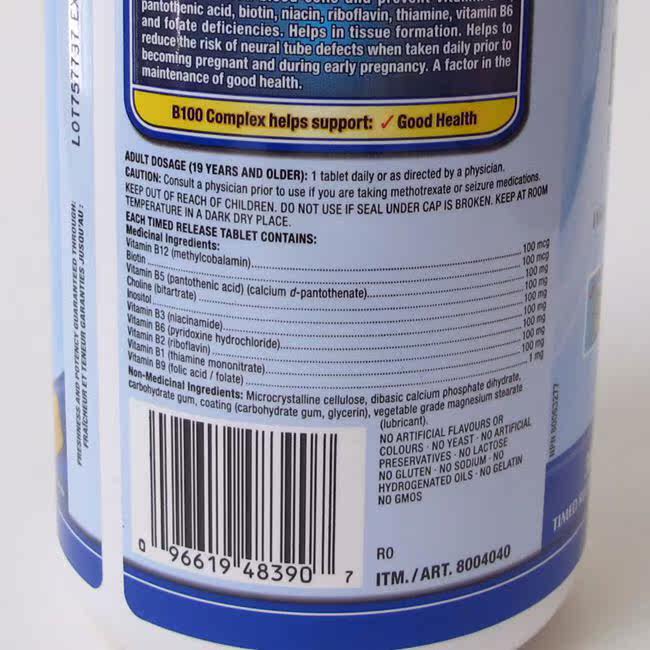 pantothenic acid, biotin, niacin, riboflavin, thiamine, vitamin B6
and folate deficiencies. Helps in tissue formation. Helps to
reduce the risk of neural tube defects when taken daily prior to
becoming pregnant and during early pregnancy. A factor in the
maintenance of good health.
B100 Complex helps support: ✓ Good Health
ADULT DOSAGE (19 YEARS AND OLDER): 1 tablet daily or as directed by a physician.
CAUTION: Consult a physician prior to use if you are taking methotrexate or seizure medications.
KEEP OUT OF REACH OF CHILDREN. DO NOT USE IF SEAL UNDER CAP IS BROKEN. KEEP AT ROOM
TEMPERATURE IN A DARK DRY PLACE.
EACH TIMED RELEASE TABLET CONTAINS:
Medicinal Ingredients:
Vitamin B12 (methylcobalamin) 100 mcg
Biotin 100 mcg
Vitamin B5 (pantothenic acid) (calcium d-pantothenate) 100 mg
Choline (bitartrate) 100 mg
Inositol 100 mg
Vitamin B3 (niacinamide) 100 mg
Vitamin B6 (pyridoxine hydrochloride) 100 mg
Vitamin B2 (riboflavin) 100 mg
Vitamin B1 (thiamine mononitrate) 100 mg
Vitamin B9 (folic acid / folate) 1 mg
Non-Medicinal Ingredients: Microcrystalline cellulose, dibasic calcium phosphate dihydrate,
carbohydrate gum, coating (carbohydrate gum, glycerin), vegetable grade magnesium stearate
(lubricant).
NO ARTIFICIAL FLAVOURS OR
COLOURS · NO YEAST · NO ARTIFICIAL
PRESERVATIVES · NO LACTOSE
NO GLUTEN · NO SODIUM · NO
HYDROGENATED OILS · NO GELATIN
NO GMOS
R0
ITM. / ART. 8004040
0 96619 48390 7
LOT757737 EX
FRESHNESS AND POTENCY GUARANTEED THROUGH:
FRAÎCHEUR ET TENEUR GARANTIES JUSQU'AU:
NPN 80053277
TIMED